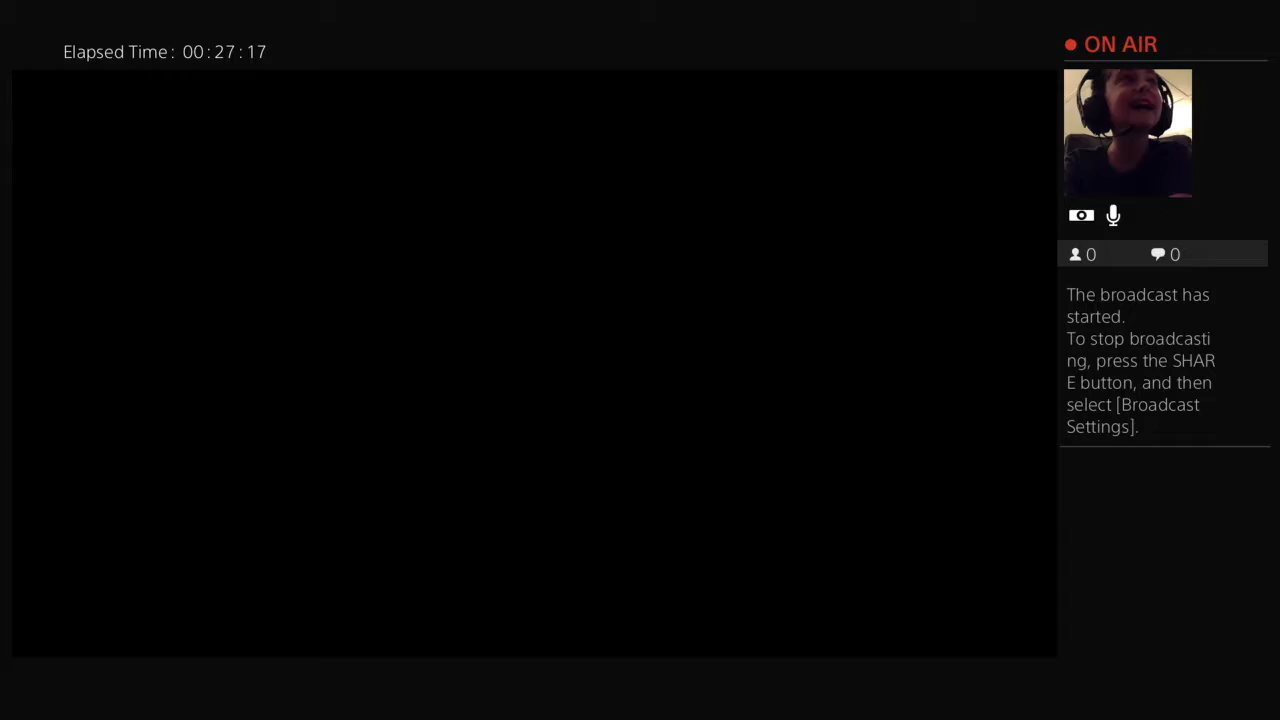 Elapsed Time: 00:27:17
ON AIR
0 0
The broadcast has
started.
To stop broadcasti
ng, press the SHAR
E button, and then
select [Broadcast
Settings].